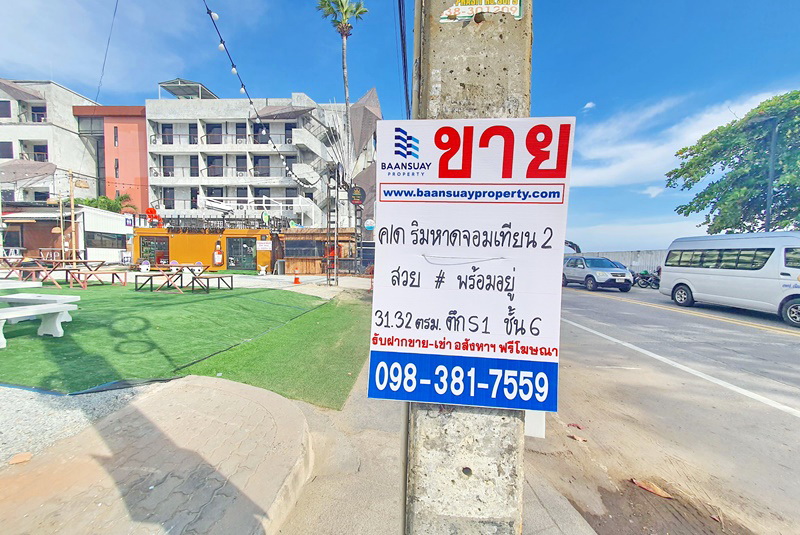 38-301209
BAANSUAY
PROPERTY
ขาย
www.baansuayproperty.com
ค/ด ริมหาดจอมเทียน 2
สวย # พร้อมอยู่
31.32 ตรม. ตึก S1 ชั้น 6
รับฝากขาย-เช่า อสังหาฯ ฟรีโฆษณา
098-381-7559